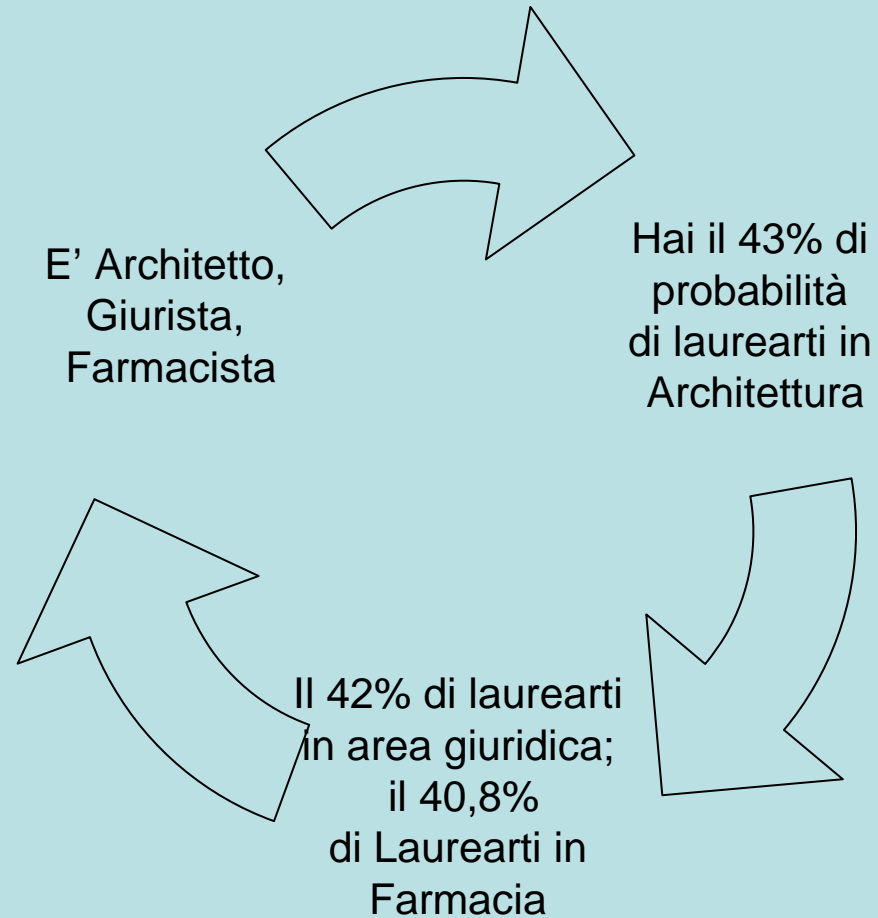 E’ Architetto,
Giurista,
Farmacista
Hai il 43% di
probabilità
di laurearti in
Architettura
Il 42% di laurearti
in area giuridica;
il 40,8%
di Laurearti in
Farmacia